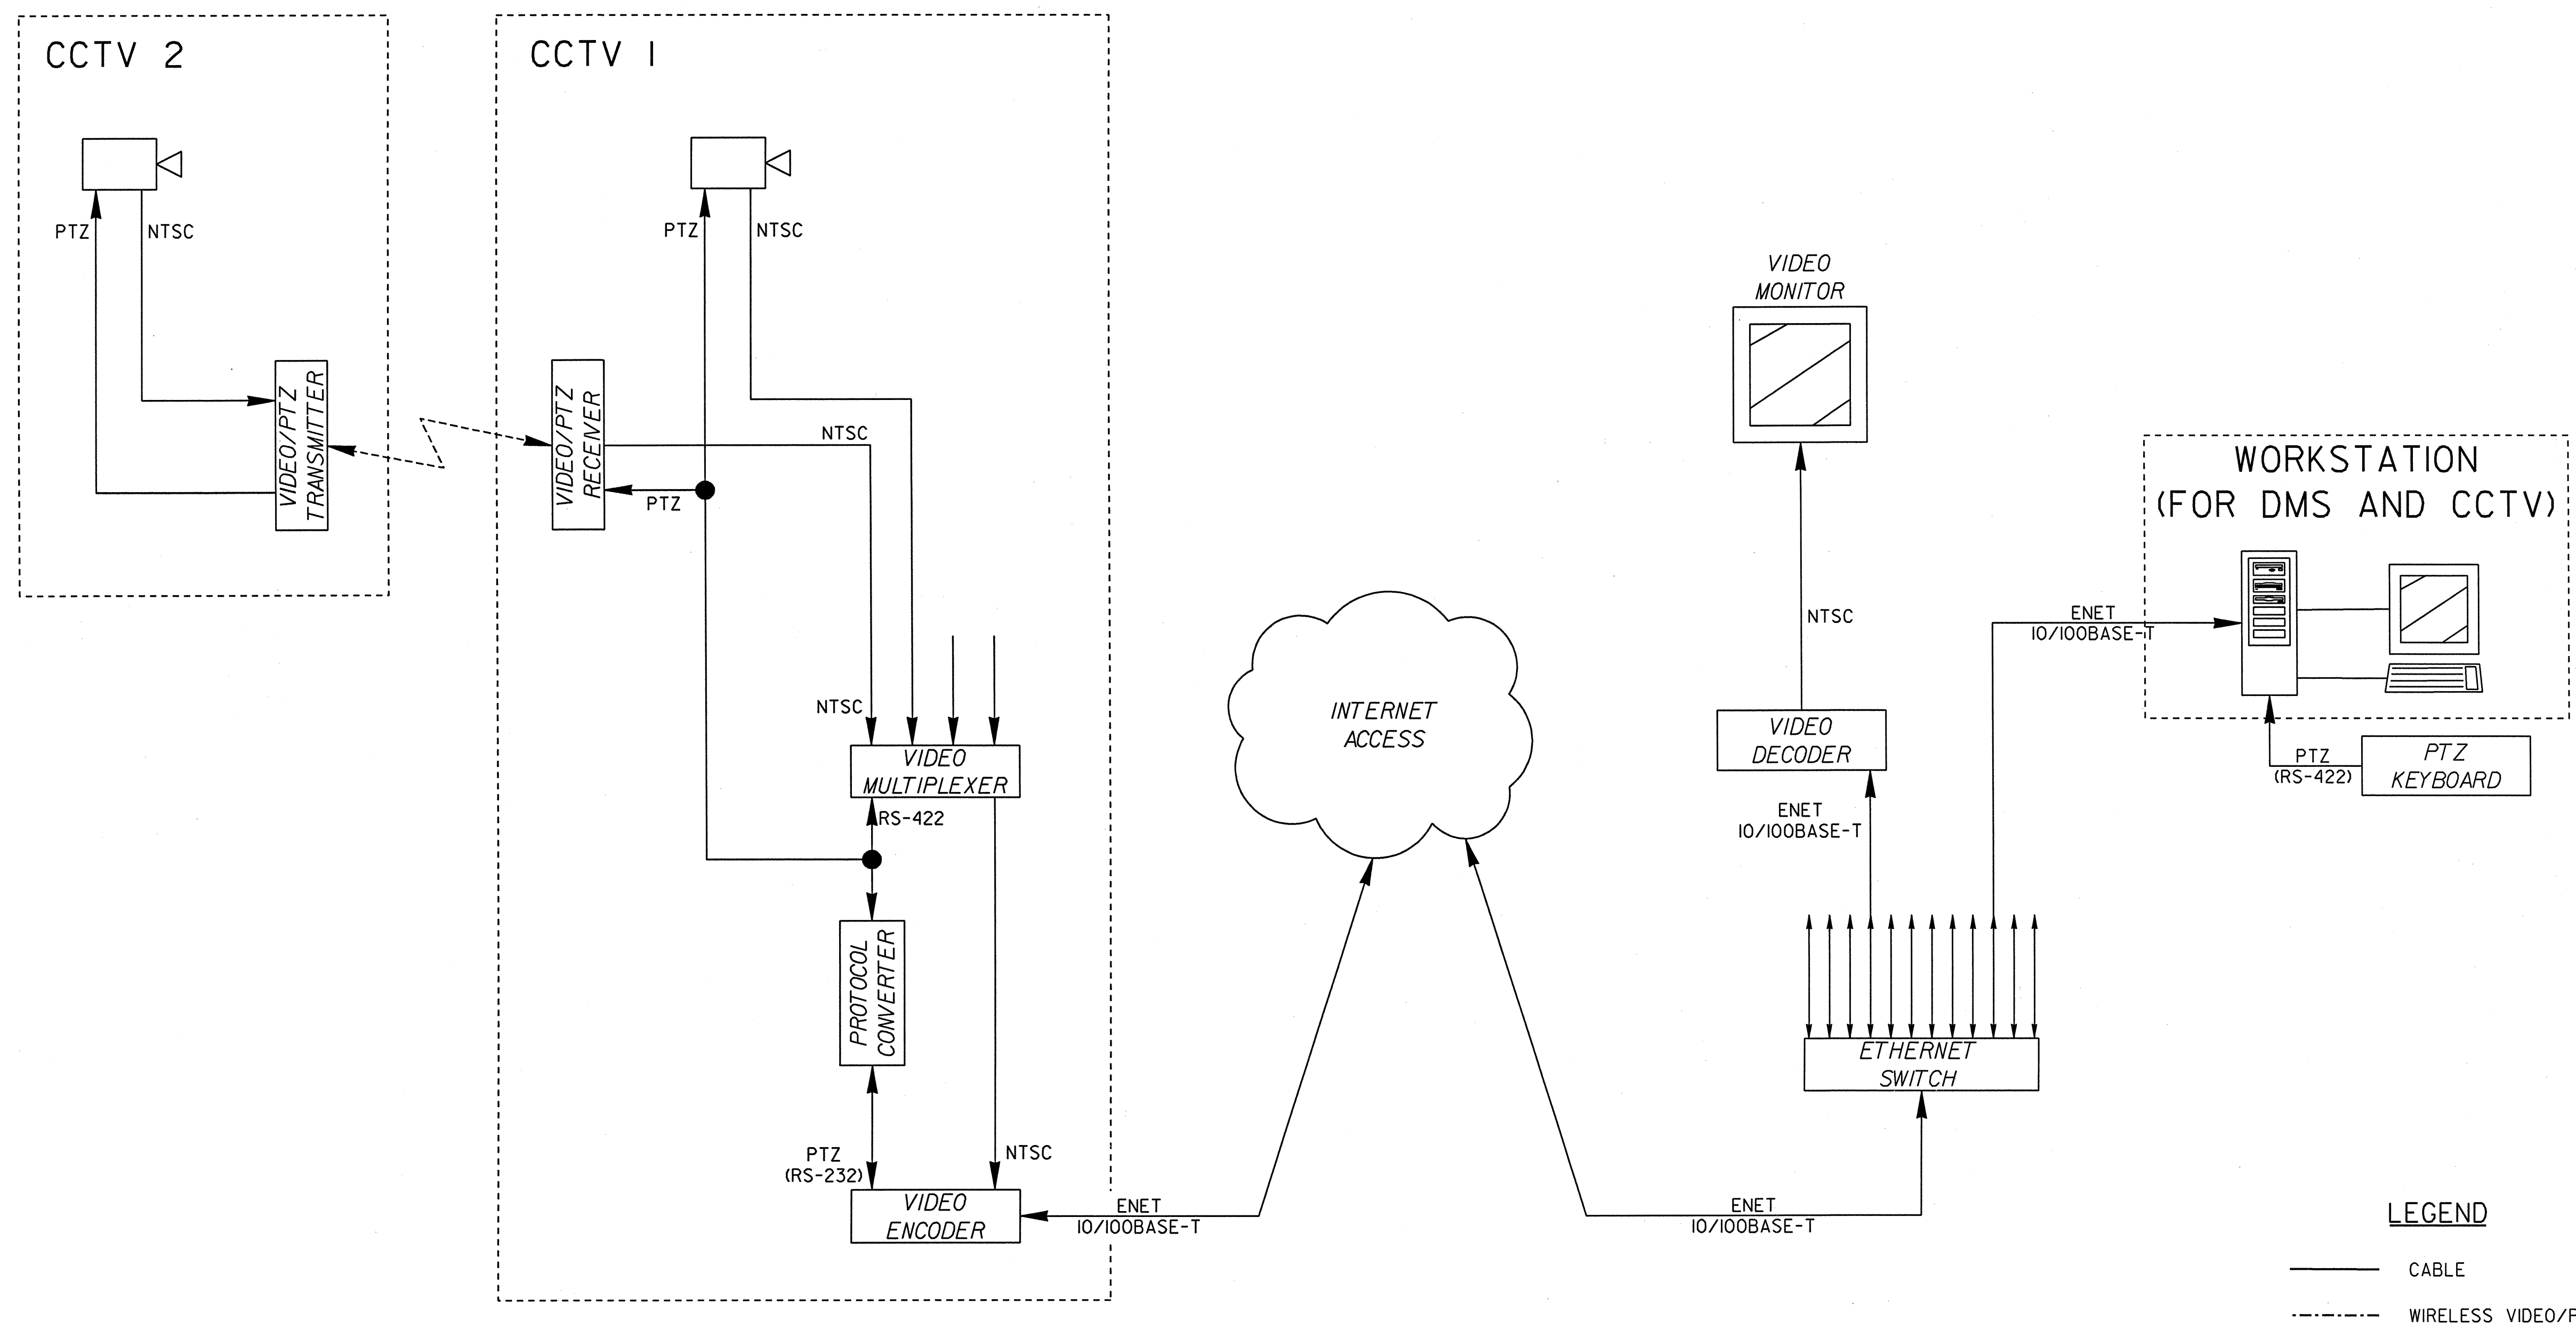 CCTV 2
PTZ
NTSC
VIDEO/PTZ
TRANSMITTER
CCTV 1
PTZ
NTSC
VIDEO/PTZ
RECEIVER
NTSC
PTZ
NTSC
VIDEO
MULTIPLEXER
RS-422
PROTOCOL
CONVERTER
PTZ
(RS-232)
NTSC
VIDEO
ENCODER
ENET
10/100BASE-T
INTERNET
ACCESS
VIDEO
MONITOR
NTSC
VIDEO
DECODER
ENET
10/100BASE-T
ETHERNET
SWITCH
ENET
10/100BASE-T
ENET
10/100BASE-T
WORKSTATION
(FOR DMS AND CCTV)
PTZ
(RS-422)
PTZ
KEYBOARD
LEGEND
CABLE
WIRELESS VIDEO/